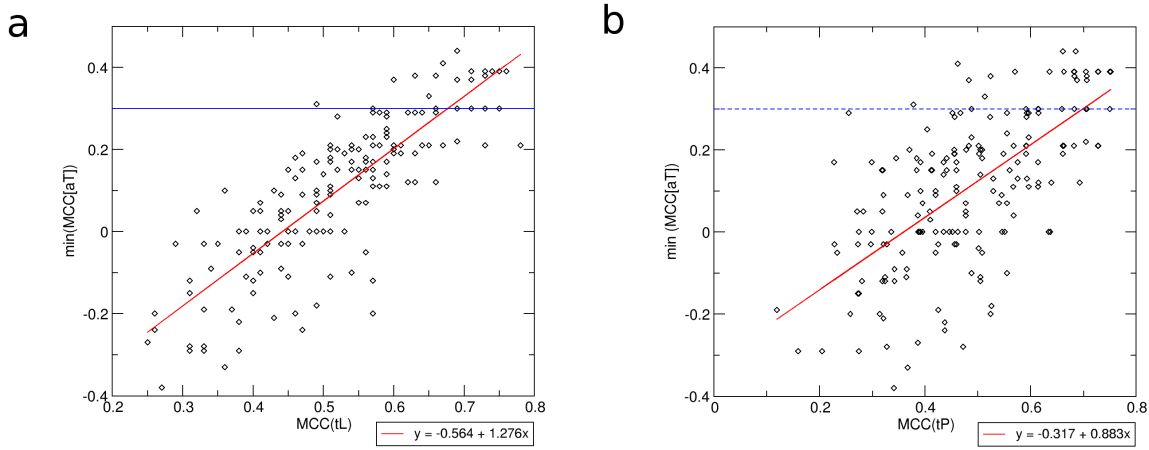 a
0.4
0.2
0
-0.2
-0.4
min(MCC[aT])
0.2 0.3 0.4 0.5 0.6 0.7 0.8
MCC(tL)
y = -0.564 + 1.276x
b
0.4
0.2
0
-0.2
-0.4
min (MCC[aT])
0 0.2 0.4 0.6 0.8
MCC(tP)
y = -0.317 + 0.883x